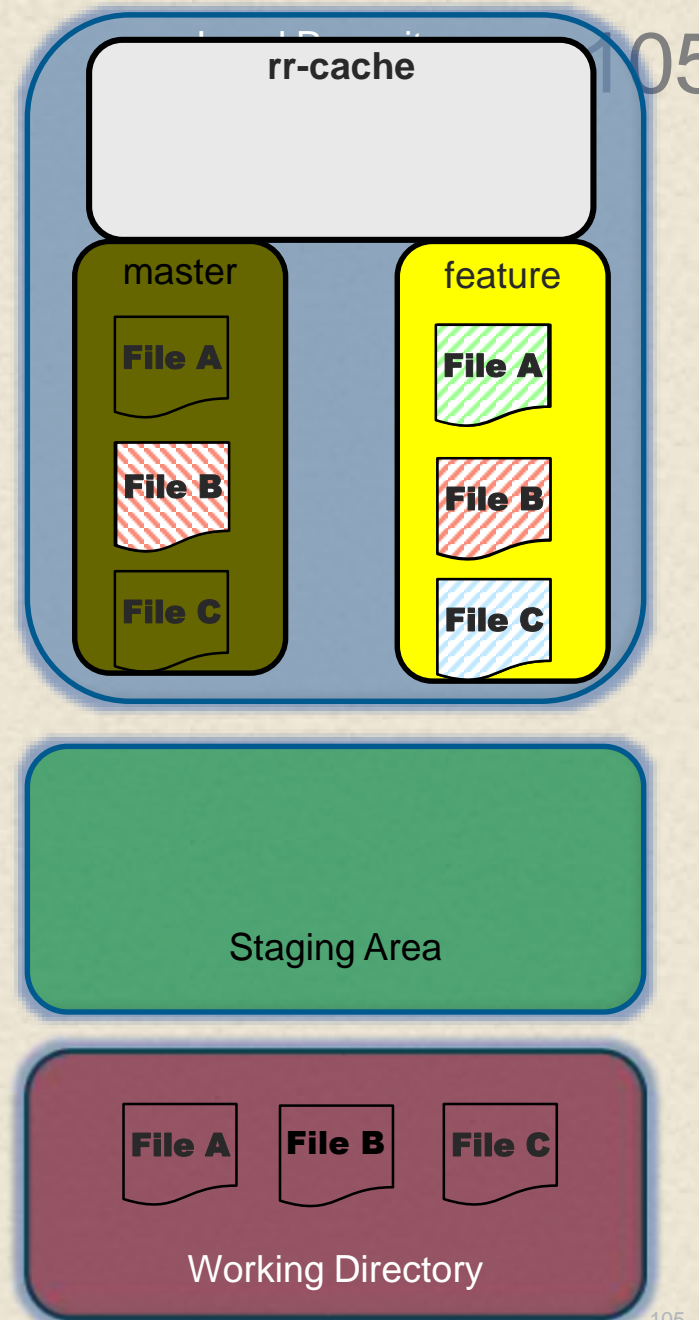 105
rr-cache
master
File A
File B
File C
feature
File A
File B
File C
Staging Area
File A File B File C
Working Directory
105